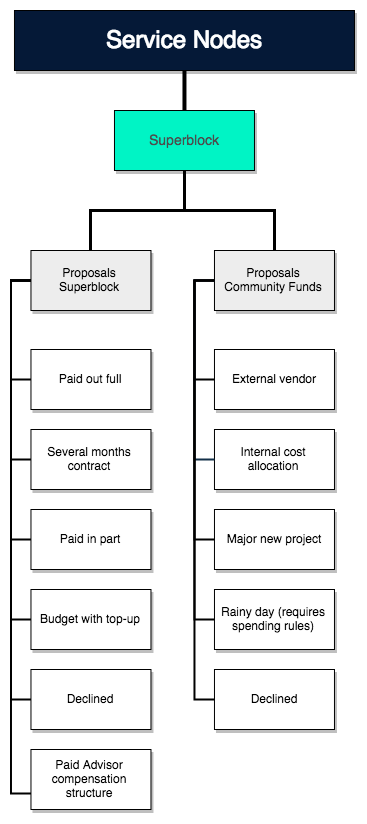 Service Nodes
Superblock
Proposals
Superblock
Paid out full
Several months
contract
Paid in part
Budget with top-up
Declined
Paid Advisor
compensation
structure
Proposals
Community Funds
External vendor
Internal cost
allocation
Major new project
Rainy day (requires
spending rules)
Declined